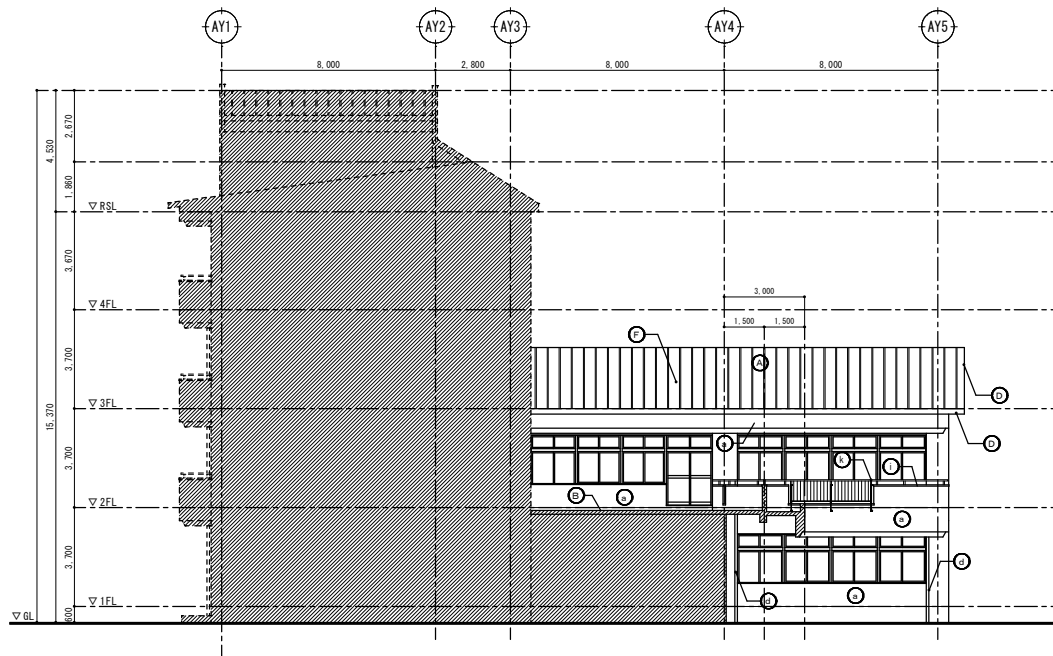 AY1 AY2 AY3 AY4 AY5
8,000 2,800 8,000 8,000
2,670
4,530
1,860
▽ RSL
3,670
▽ 4FL
3,000
1,500 1,500
F
A
D
3,700
▽ 3FL
15,370
D
a
k
i
3,700
B
a
▽ 2FL
a
3,700
d
a
d
▽ 1FL
600
▽ GL